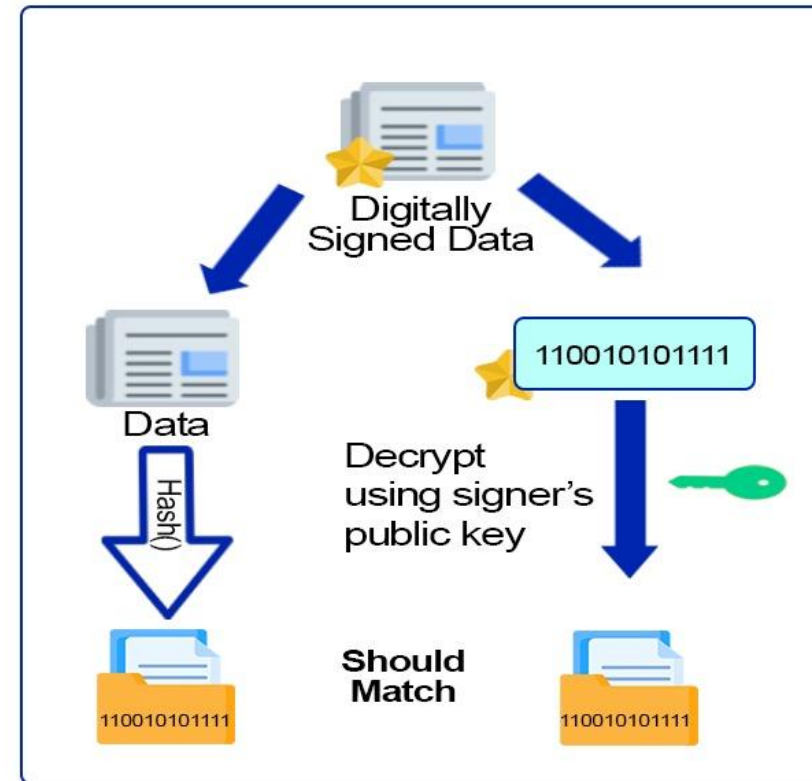 Digitally
Signed Data
110010101111
Data
Hash()
Decrypt
using signer's
public key
Should
Match
110010101111
110010101111